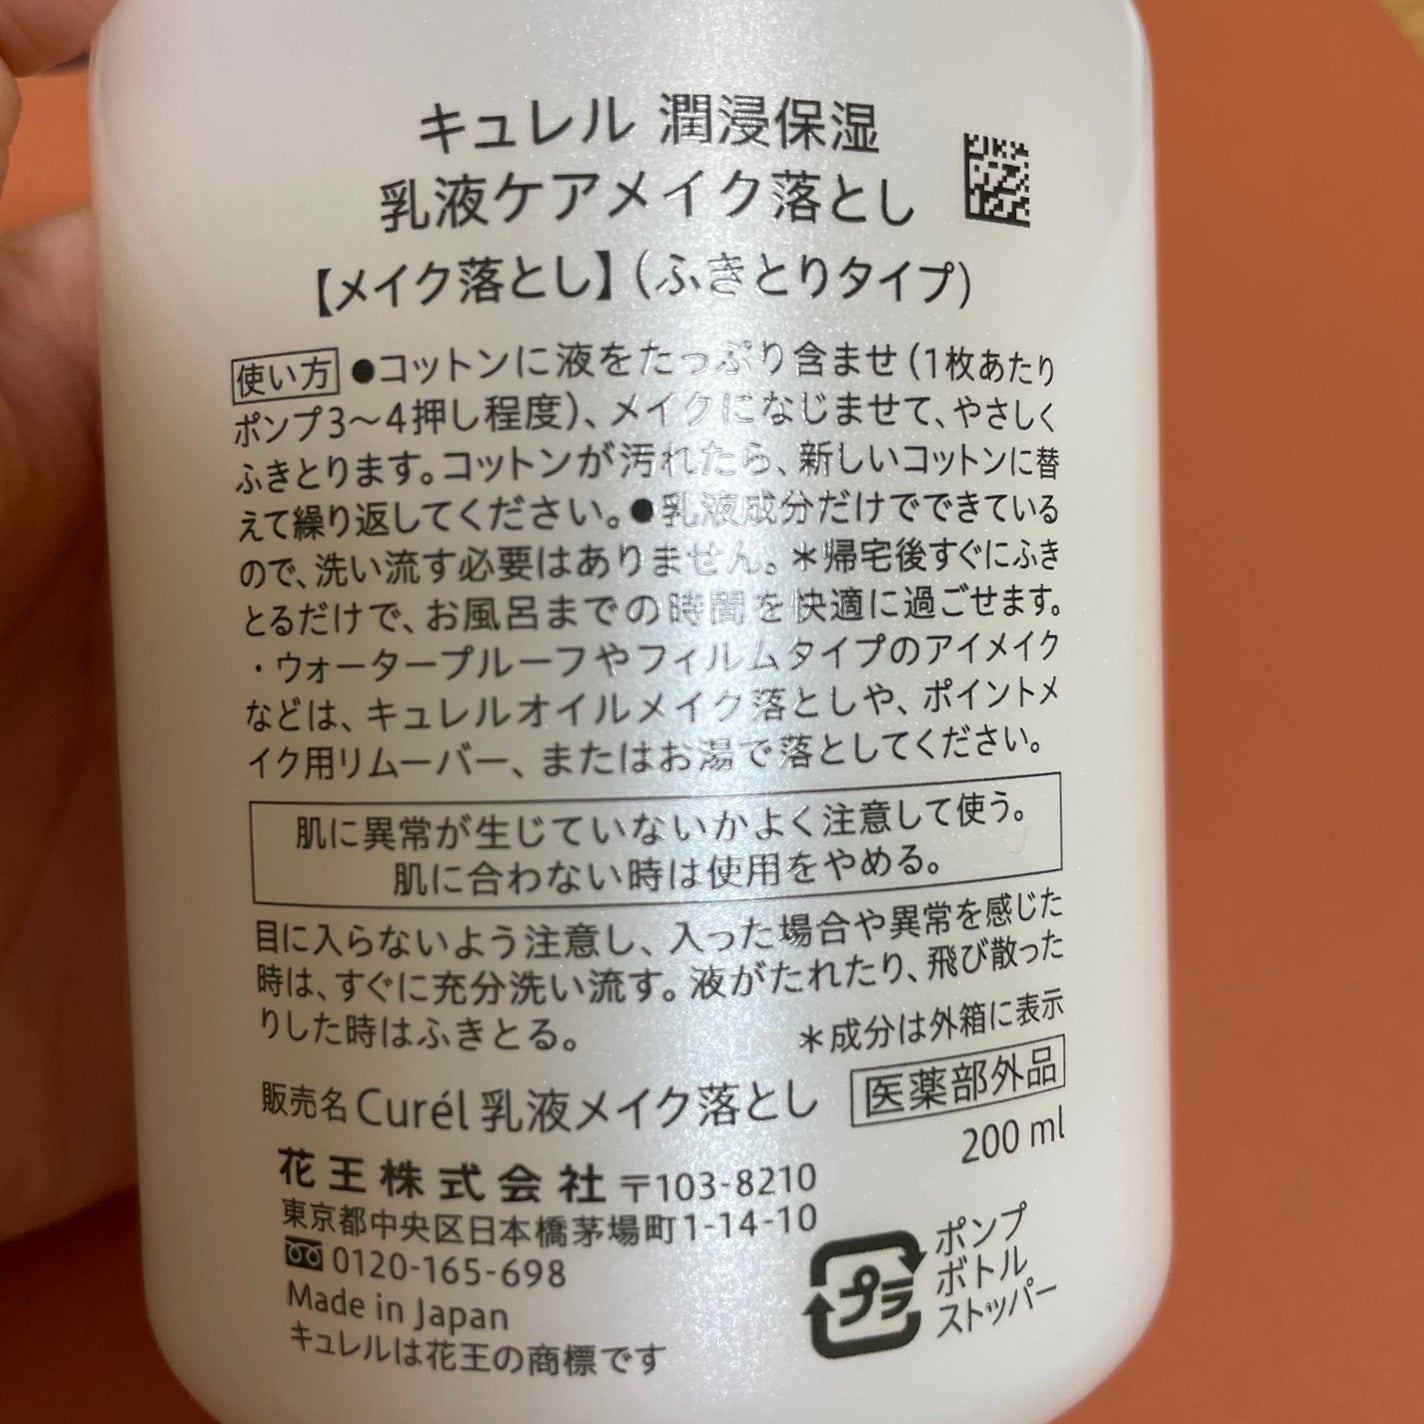 キュレル 潤浸保湿
乳液ケアメイク落とし
【メイク落とし】(ふきとりタイプ)
使い方 ●コットンに液をたっぷり含ませ(1枚あたり
ポンプ3〜4押し程度)、メイクになじませて、やさしく
ふきとります。コットンが汚れたら、新しいコットンに替
えて繰り返してください。●乳液成分だけでできている
ので、洗い流す必要はありません。＊帰宅後すぐにふき
とるだけで、お風呂までの時間を快適に過ごせます。
・ウォータープルーフやフィルムタイプのアイメイク
などは、キュレルオイルメイク落としや、ポイントメ
イク用リムーバー、またはお湯で落としてください。
肌に異常が生じていないかよく注意して使う。
肌に合わない時は使用をやめる。
目に入らないよう注意し、入った場合や異常を感じた
時は、すぐに充分洗い流す。液がたれたり、飛び散った
りした時はふきとる。
＊成分は外箱に表示
販売名 Curél 乳液メイク落とし
医薬部外品
200 ml
花王株式会社 〒103-8210
東京都中央区日本橋茅場町1-14-10
0120-165-698
Made in Japan
キュレルは花王の商標です
プラ
ポンプ
ボトル
ストッパー